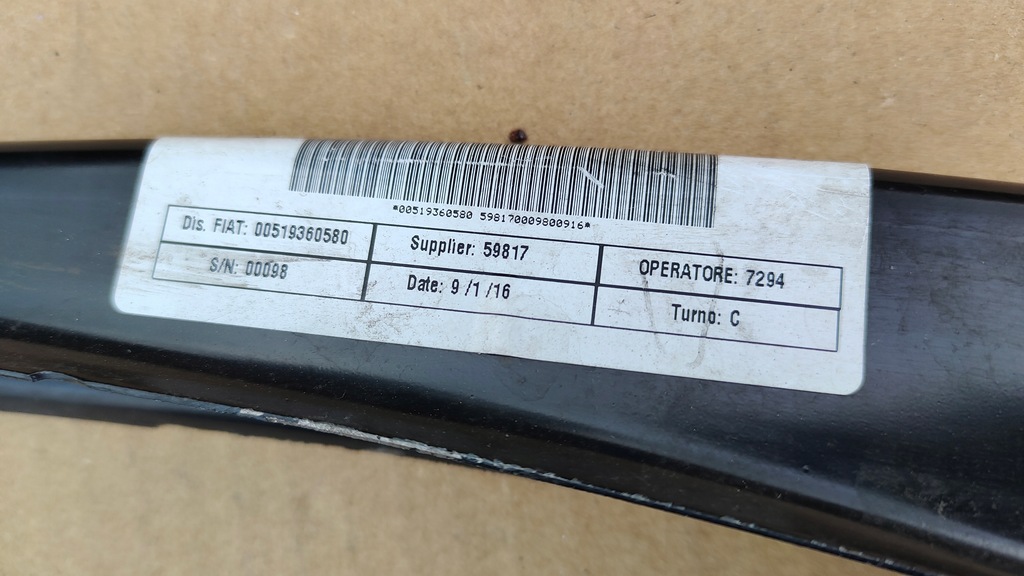 *00519360580 598170009800916*
Dis. FIAT: 00519360580
Supplier: 59817
OPERATORE: 7294
S/N: 00098
Date: 9 /1 /16
Turno: C